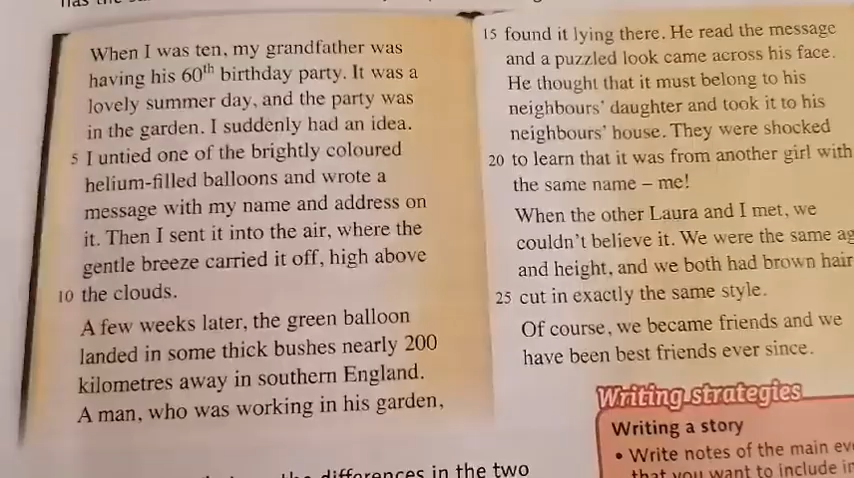 has the
When I was ten, my grandfather was
having his 60th birthday party. It was a
lovely summer day, and the party was
in the garden. I suddenly had an idea.
5 I untied one of the brightly coloured
helium-filled balloons and wrote a
message with my name and address on
it. Then I sent it into the air, where the
gentle breeze carried it off, high above
10 the clouds.
A few weeks later, the green balloon
landed in some thick bushes nearly 200
kilometres away in southern England.
A man, who was working in his garden,
15 found it lying there. He read the message
and a puzzled look came across his face.
He thought that it must belong to his
neighbours' daughter and took it to his
neighbours' house. They were shocked
20 to learn that it was from another girl with
the same name – me!
When the other Laura and I met, we
couldn't believe it. We were the same ag
and height, and we both had brown hair
25 cut in exactly the same style.
Of course, we became friends and we
have been best friends ever since.
Writing strategies
Writing a story
• Write notes of the main eve
that you want to include in
the differences in the two